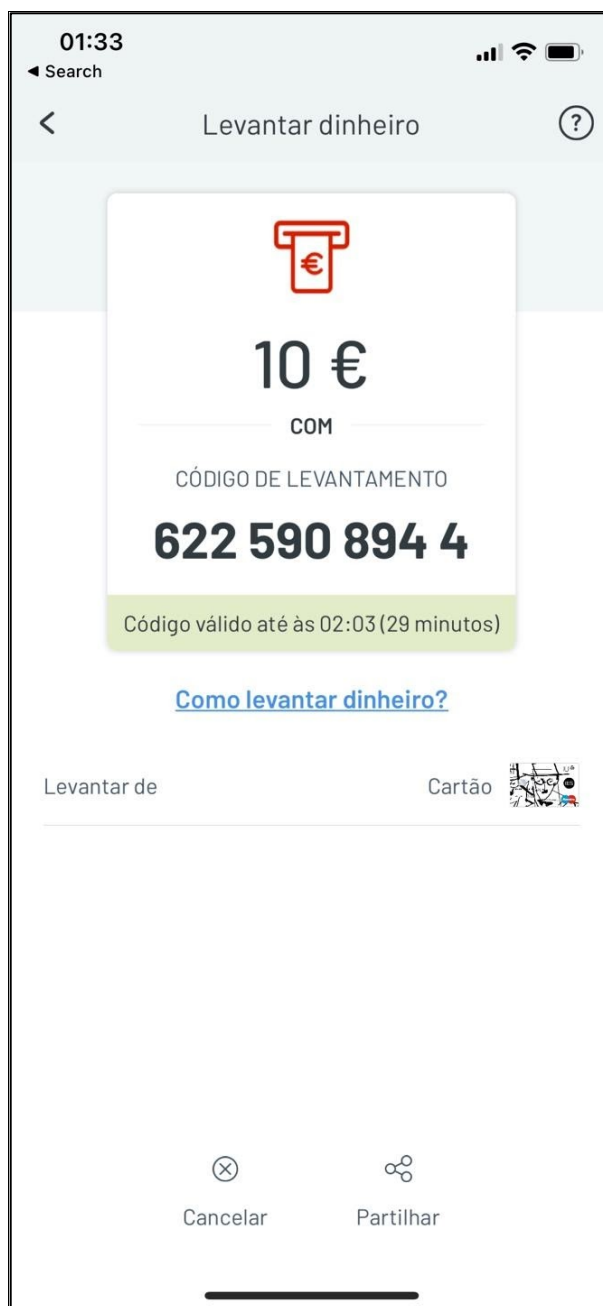 01:33
Search
Levantar dinheiro
?
€
10 €
COM
CÓDIGO DE LEVANTAMENTO
622 590 894 4
Código válido até às 02:03 (29 minutos)
Como levantar dinheiro?
Levantar de Cartão
Cancelar Partilhar